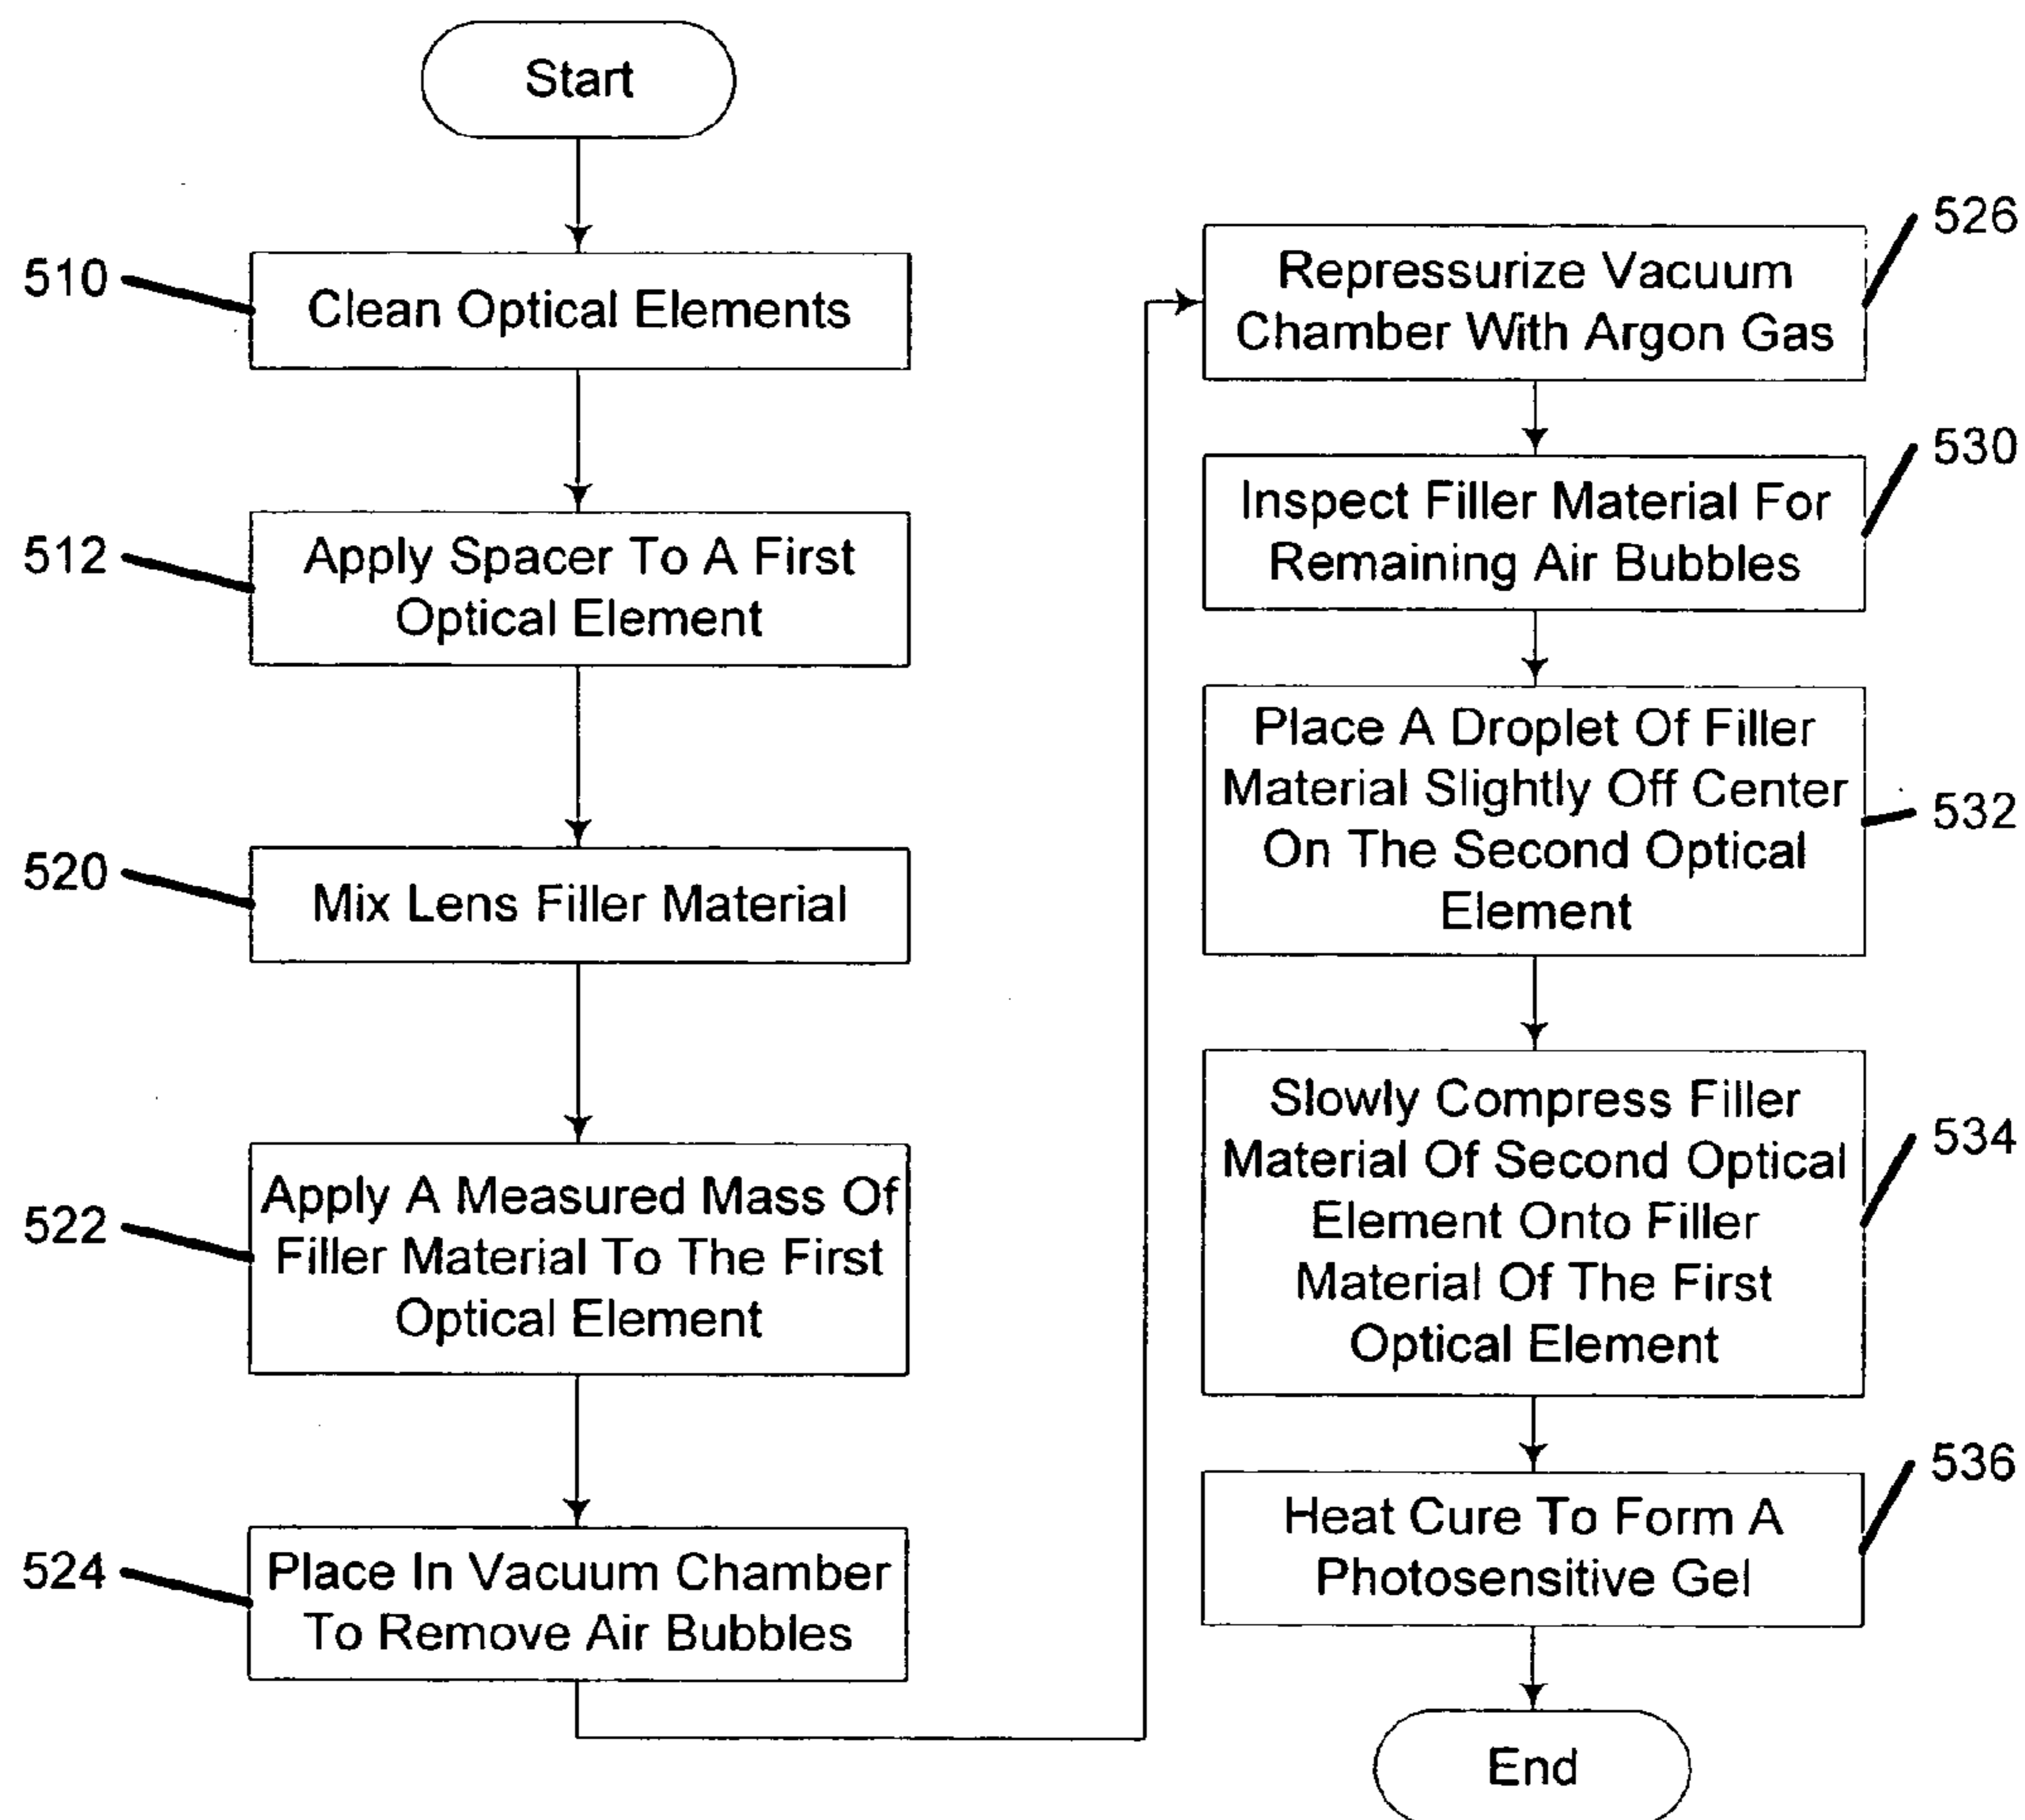 Start
510
Clean Optical Elements
512
Apply Spacer To A First
Optical Element
520
Mix Lens Filler Material
522
Apply A Measured Mass Of
Filler Material To The First
Optical Element
524
Place In Vacuum Chamber
To Remove Air Bubbles
526
Repressurize Vacuum
Chamber With Argon Gas
530
Inspect Filler Material For
Remaining Air Bubbles
532
Place A Droplet Of Filler
Material Slightly Off Center
On The Second Optical
Element
534
Slowly Compress Filler
Material Of Second Optical
Element Onto Filler
Material Of The First
Optical Element
536
Heat Cure To Form A
Photosensitive Gel
End